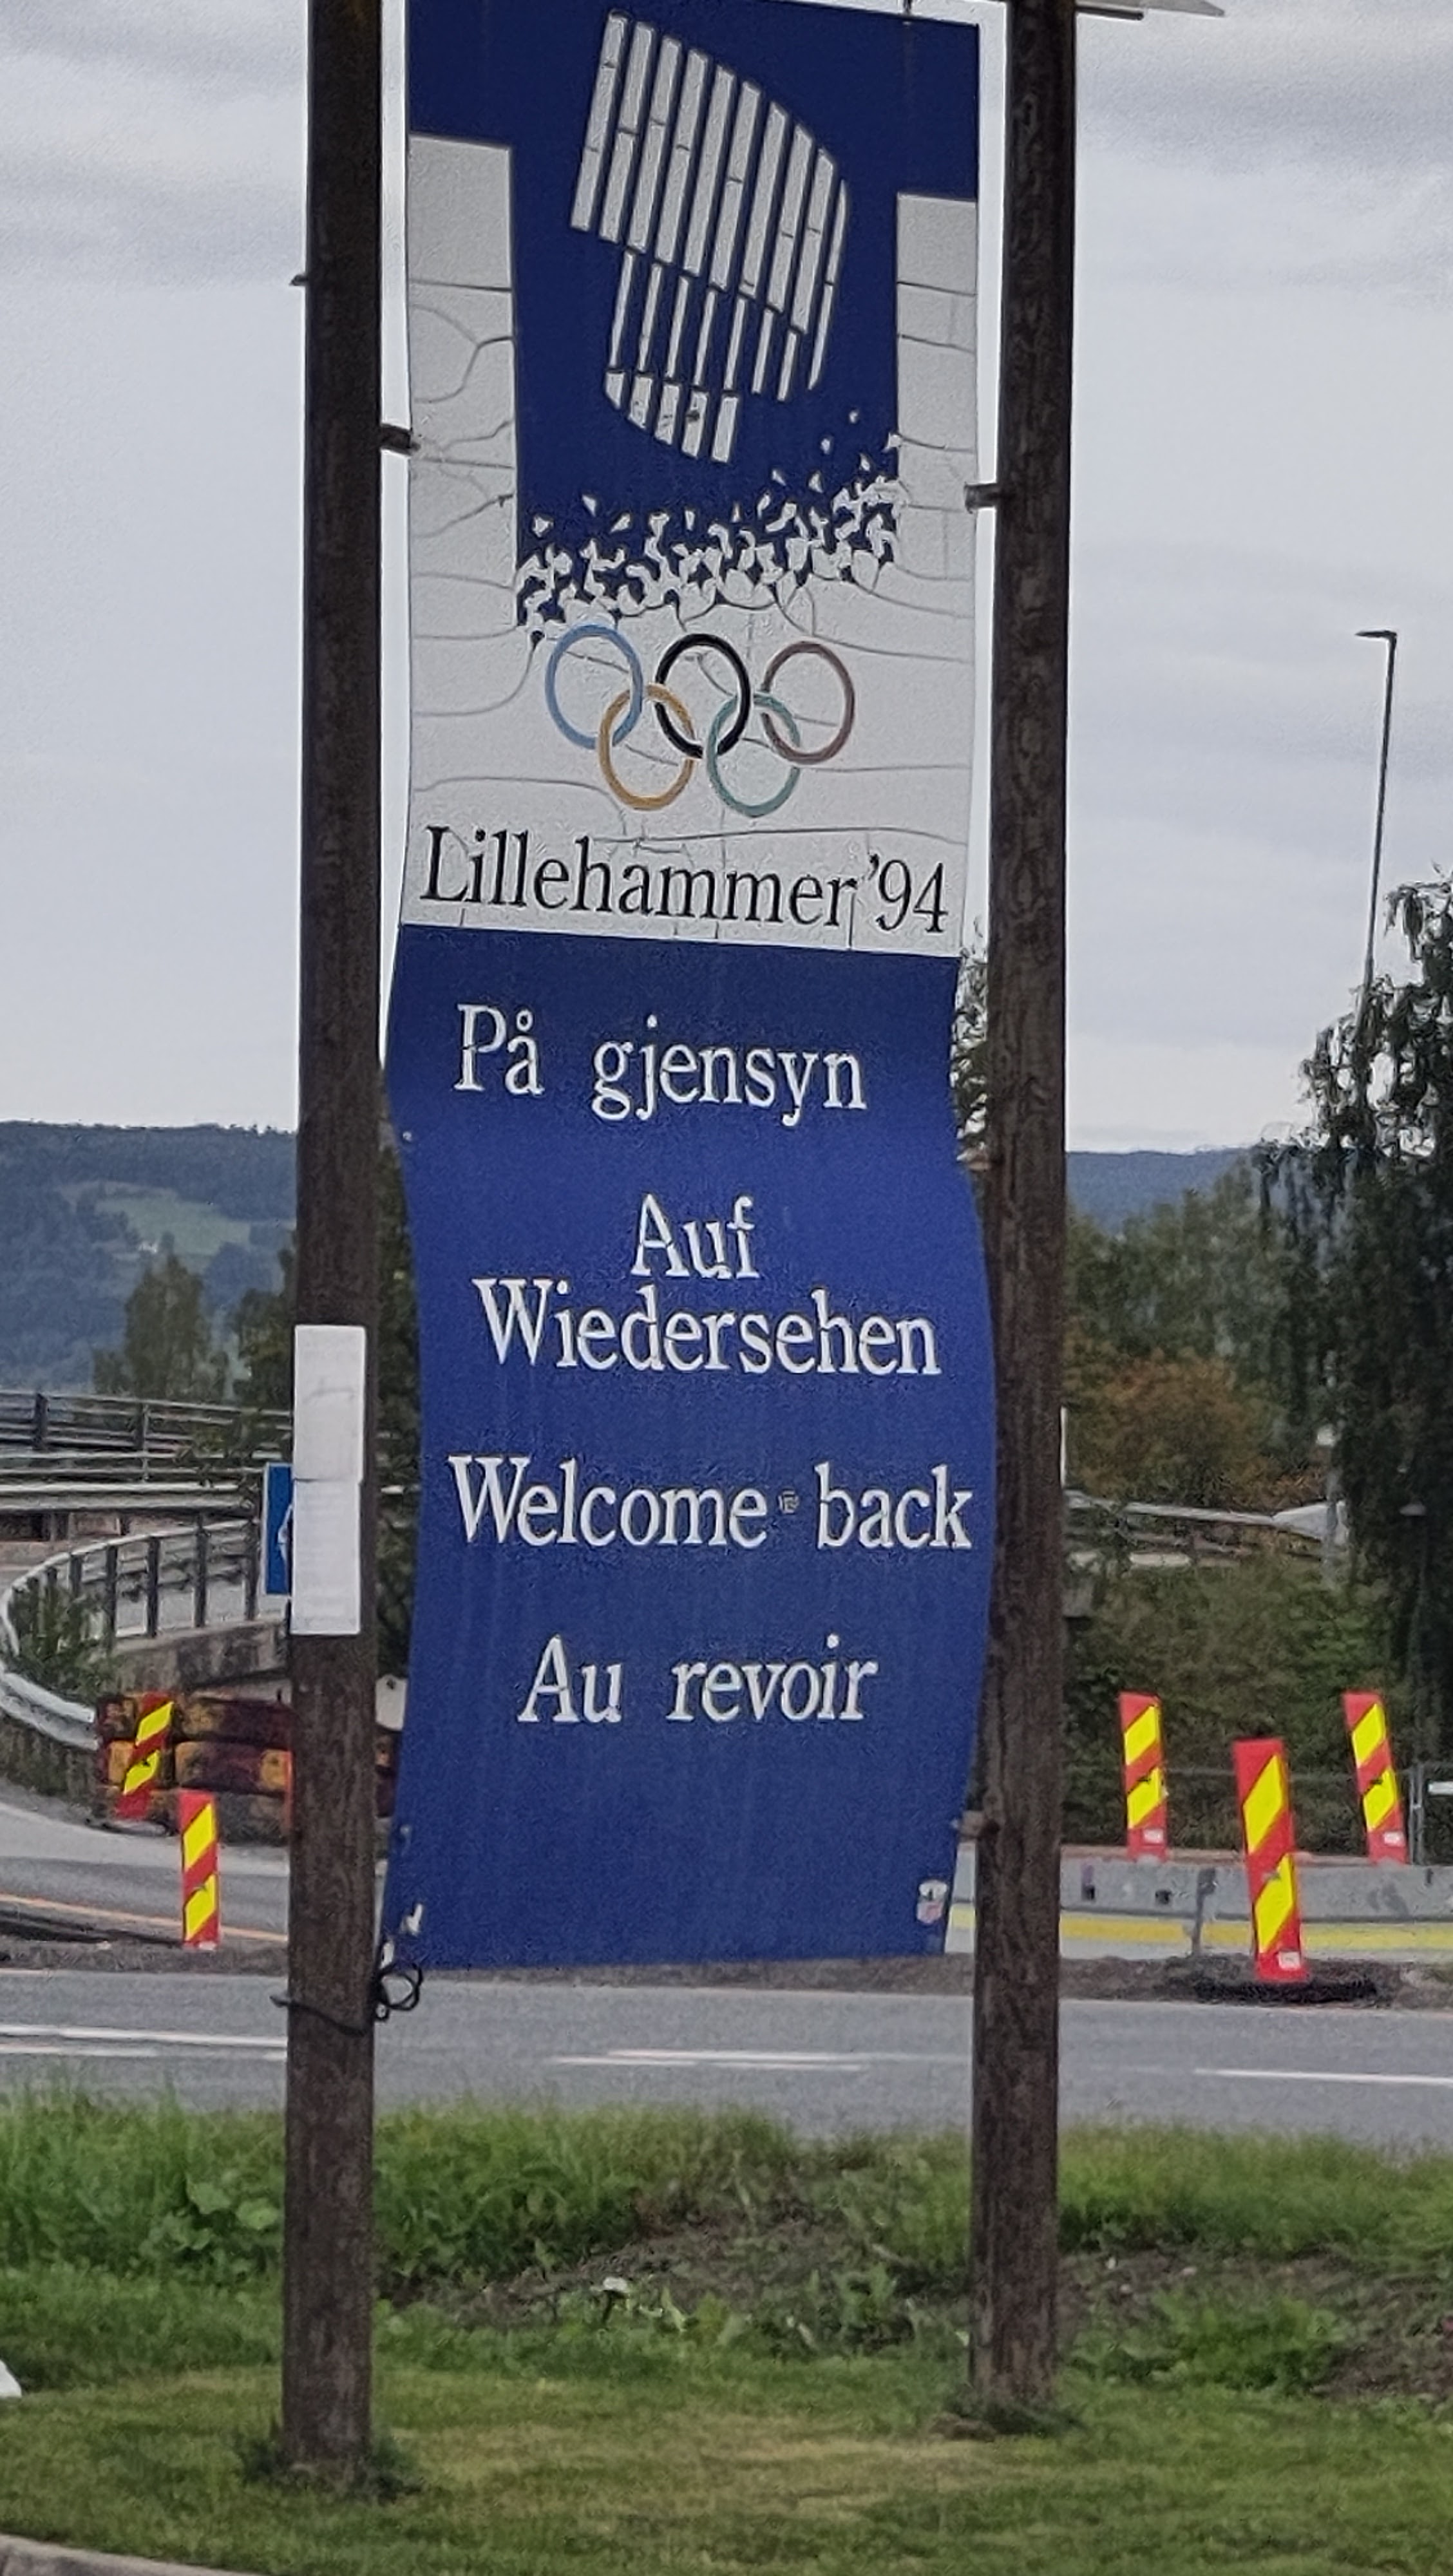 Lillehammer '94
På gjensyn
Auf
Wiedersehen
Welcome back
Au revoir